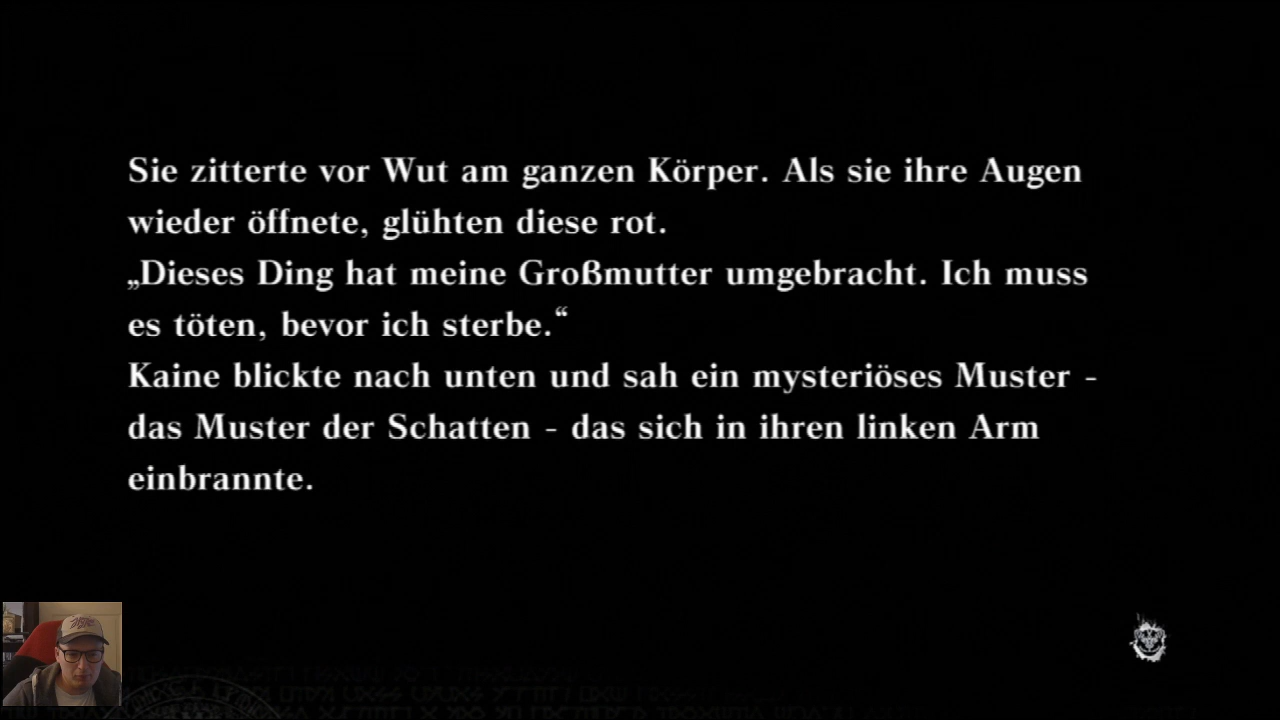 Sie zitterte vor Wut am ganzen Körper. Als sie ihre Augen
wieder öffnete, glühten diese rot.
„Dieses Ding hat meine Großmutter umgebracht. Ich muss
es töten, bevor ich sterbe.“
Kaine blickte nach unten und sah ein mysteriöses Muster -
das Muster der Schatten - das sich in ihren linken Arm
einbrannte.